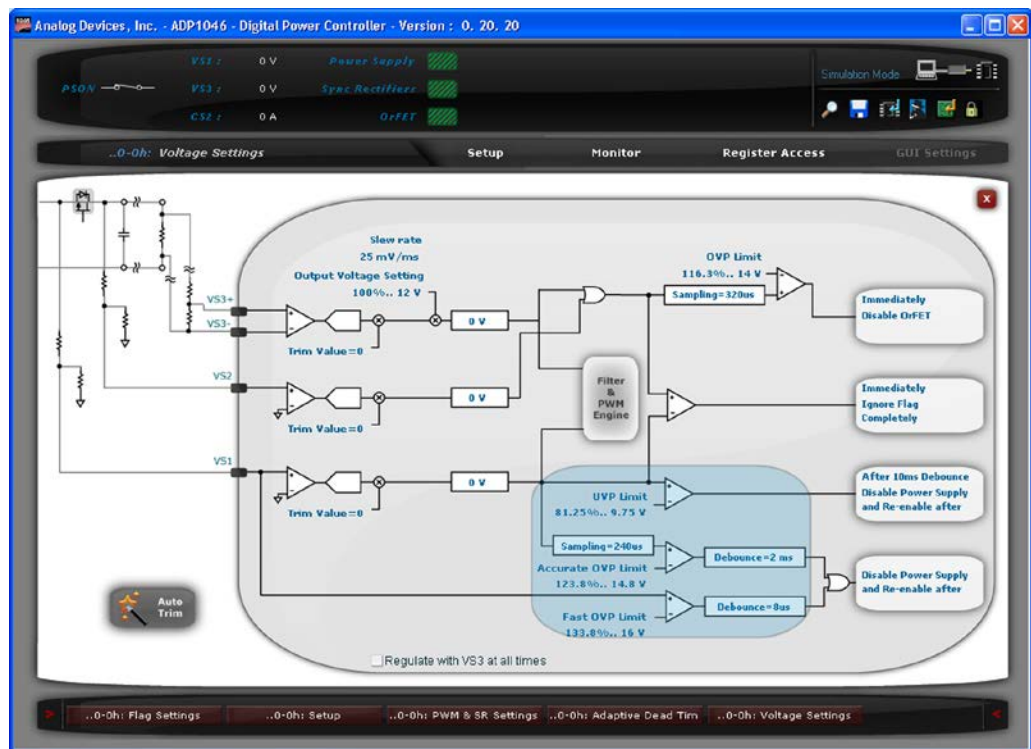 Analog Devices, Inc. - ADP1046 - Digital Power Controller - Version : 0. 20. 20
VS1 : 0 V Power Supply
PSON VS3 : 0 V Sync Rectifiers
CS2 : 0 A OrFET
Simulation Mode
..0-0h: Voltage Settings Setup Monitor Register Access GUI Settings
x
Slew rate
25 mV/ms
Output Voltage Setting
100%.. 12 V
OVP Limit
116.3%.. 14 V
Sampling=320us
Immediately
Disable OrFET
VS3+
VS3-
0 V
Trim Value=0
VS2
0 V
Trim Value=0
Filter
&
PWM
Engine
Immediately
Ignore Flag
Completely
VS1
0 V
Trim Value=0
UVP Limit
81.25%.. 9.75 V
After 10ms Debounce
Disable Power Supply
and Re-enable after
Sampling=240us
Debounce=2 ms
Accurate OVP Limit
123.8%.. 14.8 V
Disable Power Supply
and Re-enable after
Debounce=8us
Fast OVP Limit
133.8%.. 16 V
Auto
Trim
Regulate with VS3 at all times
> ..0-0h: Flag Settings ..0-0h: Setup ..0-0h: PWM & SR Settings ..0-0h: Adaptive Dead Tim ..0-0h: Voltage Settings <